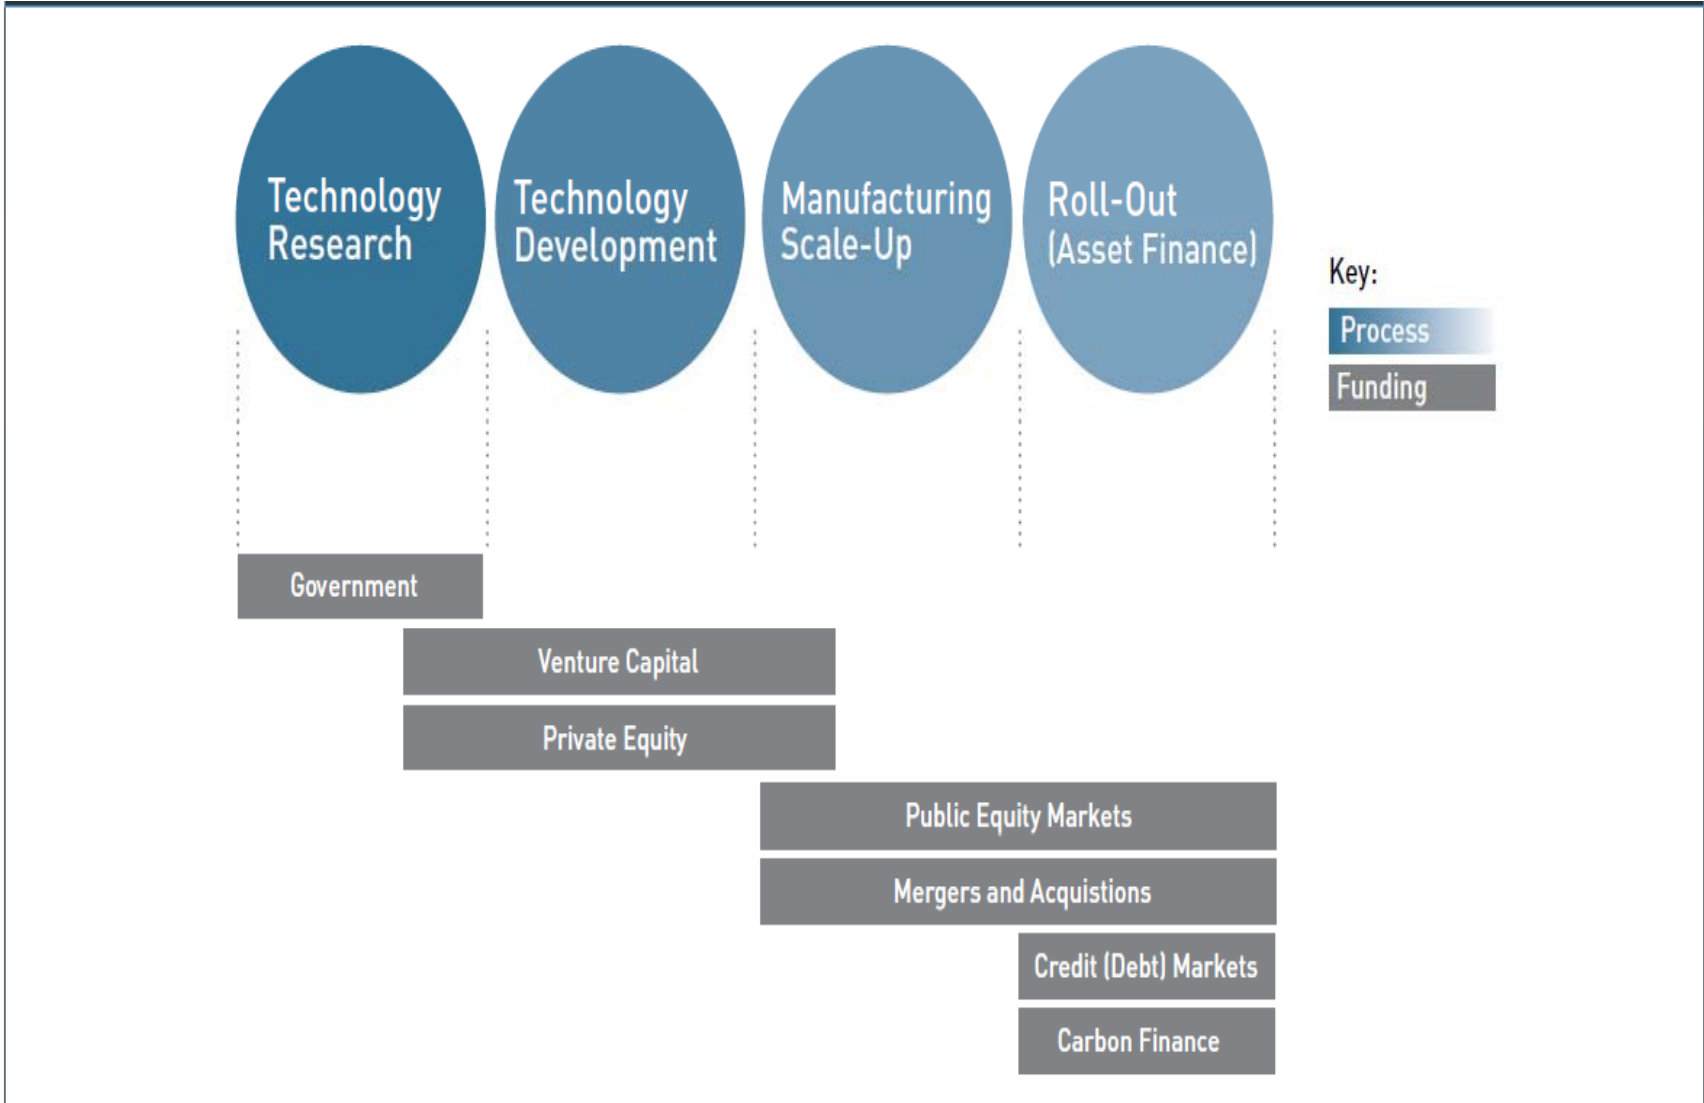 Technology
Research
Technology
Development
Manufacturing
Scale-Up
Roll-Out
(Asset Finance)
Key:
Process
Funding
Government
Venture Capital
Private Equity
Public Equity Markets
Mergers and Acquistions
Credit (Debt) Markets
Carbon Finance